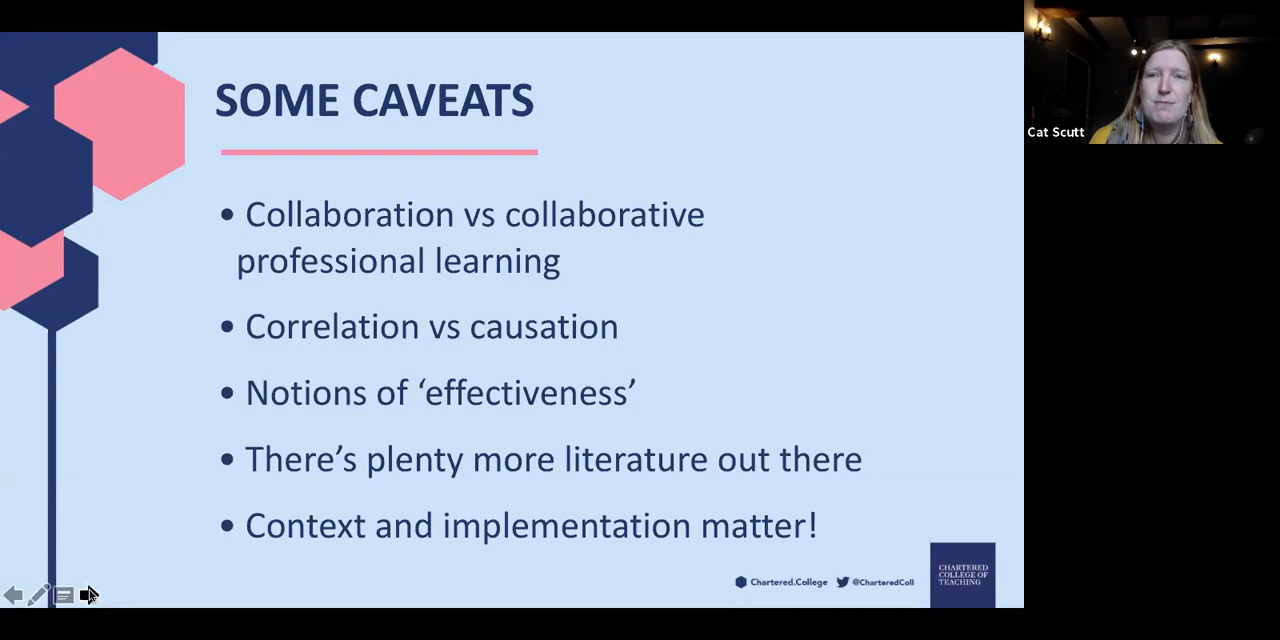 SOME CAVEATS
• Collaboration vs collaborative
professional learning
• Correlation vs causation
• Notions of ‘effectiveness’
• There’s plenty more literature out there
• Context and implementation matter!
Chartered.College
@CharteredColl
CHARTERED
COLLEGE OF
TEACHING
Cat Scutt